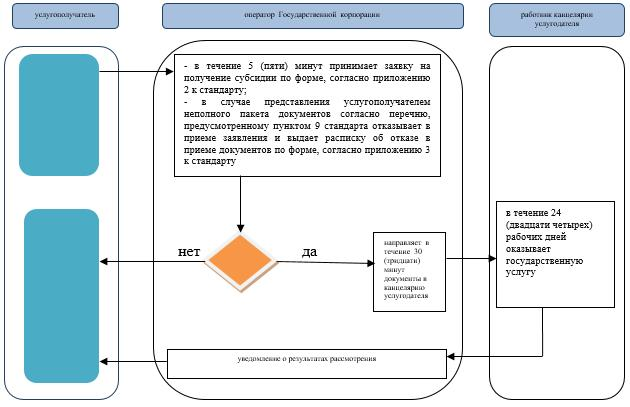 услугополучатель
оператор Государственной корпорации
работник канцелярии
услугодателя
- в течение 5 (пяти) минут принимает заявку на
получение субсидии по форме, согласно приложению
2 к стандарту;
- в случае представления услугополучателем
неполного пакета документов согласно перечню,
предусмотренному пунктом 9 стандарта отказывает в
приеме заявления и выдает расписку об отказе в
приеме документов по форме, согласно приложению 3
к стандарту
нет
да
направляет в
течение 30
(тридцати)
минут
документы в
канцелярию
услугодателя
в течение 24
(двадцати четырех)
рабочих дней
оказывает
государственную
услугу
уведомление о результатах рассмотрения